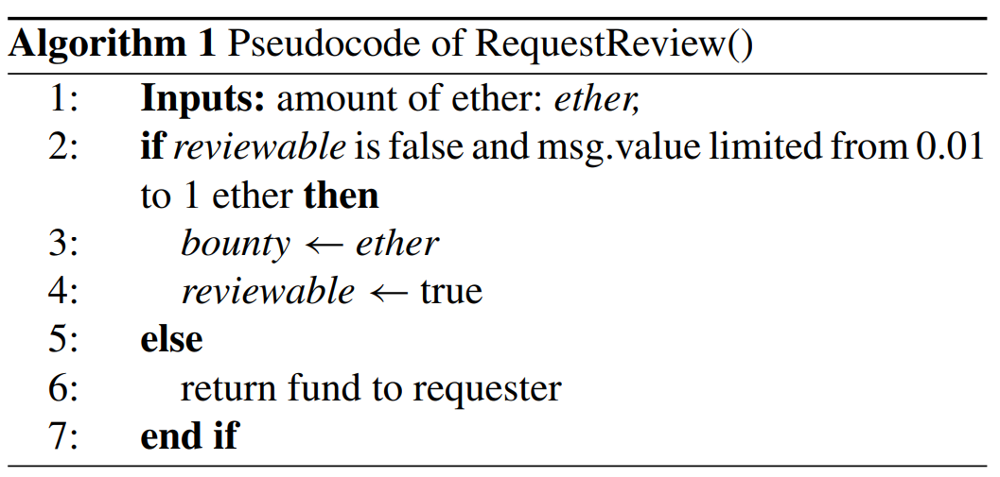 Algorithm 1 Pseudocode of RequestReview()
1: Inputs: amount of ether: ether,
2: if reviewable is false and msg.value limited from 0.01
to 1 ether then
3: bounty ← ether
4: reviewable ← true
5: else
6: return fund to requester
7: end if